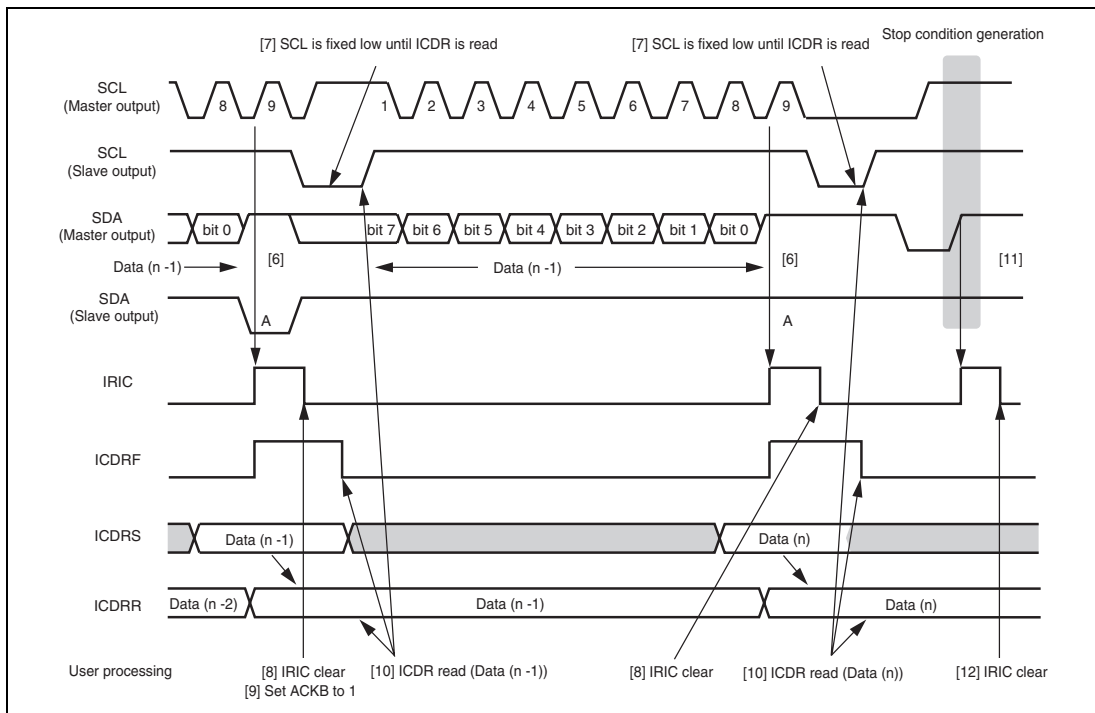 [7] SCL is fixed low until ICDR is read
[7] SCL is fixed low until ICDR is read
Stop condition generation
SCL
(Master output)
8
9
1
2
3
4
5
6
7
8
9
SCL
(Slave output)
SDA
(Master output)
bit 0
bit 7
bit 6
bit 5
bit 4
bit 3
bit 2
bit 1
bit 0
Data (n -1)
[6]
Data (n -1)
[6]
[11]
SDA
(Slave output)
A
A
IRIC
ICDRF
ICDRS
Data (n -1)
Data (n)
ICDRR
Data (n -2)
Data (n -1)
Data (n)
User processing
[8] IRIC clear
[9] Set ACKB to 1
[10] ICDR read (Data (n -1))
[8] IRIC clear
[10] ICDR read (Data (n))
[12] IRIC clear